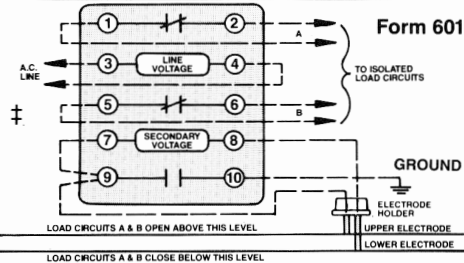 Form 601
1
2
A
A.C.
LINE
3
LINE
VOLTAGE
4
TO ISOLATED
LOAD CIRCUITS
‡
5
6
B
7
SECONDARY
VOLTAGE
8
9
10
GROUND
ELECTRODE
HOLDER
LOAD CIRCUITS A & B OPEN ABOVE THIS LEVEL
UPPER ELECTRODE
LOWER ELECTRODE
LOAD CIRCUITS A & B CLOSE BELOW THIS LEVEL